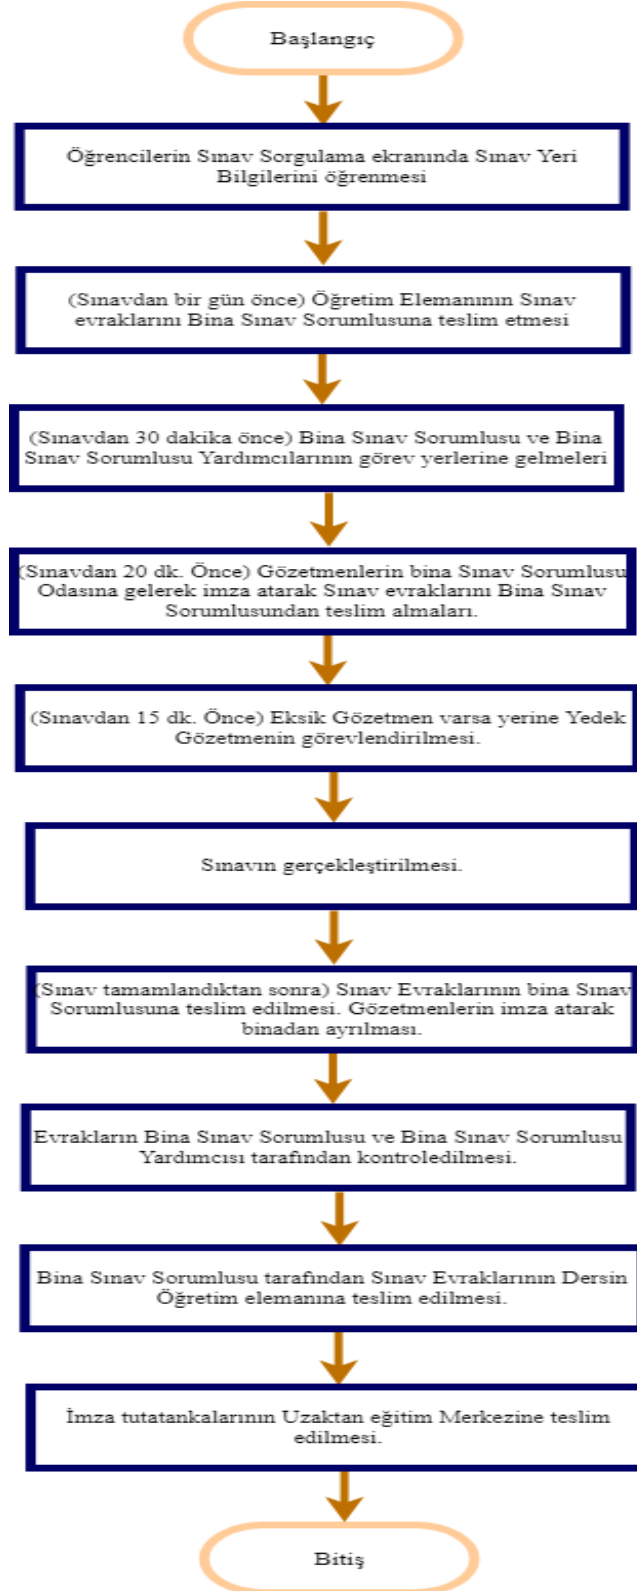 Başlangıç
Öğrencilerin Sınav Sorgulama ekranında Sınav Yeri
Bilgilerini öğrenmesi
(Sınavdan bir gün önce) Öğretim Elemanının Sınav
evraklarını Bina Sınav Sorumlusuna teslim etmesi
(Sınavdan 30 dakika önce) Bina Sınav Sorumlusu ve Bina
Sınav Sorumlusu Yardımcılarının görev yerlerine gelmeleri
(Sınavdan 20 dk. Önce) Gözetmenlerin bina Sınav Sorumlusu
Odasına gelerek imza atarak Sınav evraklarını Bina Sınav
Sorumlusundan teslim almaları.
(Sınavdan 15 dk. Önce) Eksik Gözetmen varsa yerine Yedek
Gözetmenin görevlendirilmesi.
Sınavın gerçekleştirilmesi.
(Sınav tamamlandıktan sonra) Sınav Evraklarının bina Sınav
Sorumlusuna teslim edilmesi. Gözetmenlerin imza atarak
binadan ayrılması.
Evrakların Bina Sınav Sorumlusu ve Bina Sınav Sorumlusu
Yardımcısı tarafından kontroledilmesi.
Bina Sınav Sorumlusu tarafından Sınav Evraklarının Dersin
Öğretim elemanına teslim edilmesi.
İmza tutatankalarının Uzaktan eğitim Merkezine teslim
edilmesi.
Bitiş